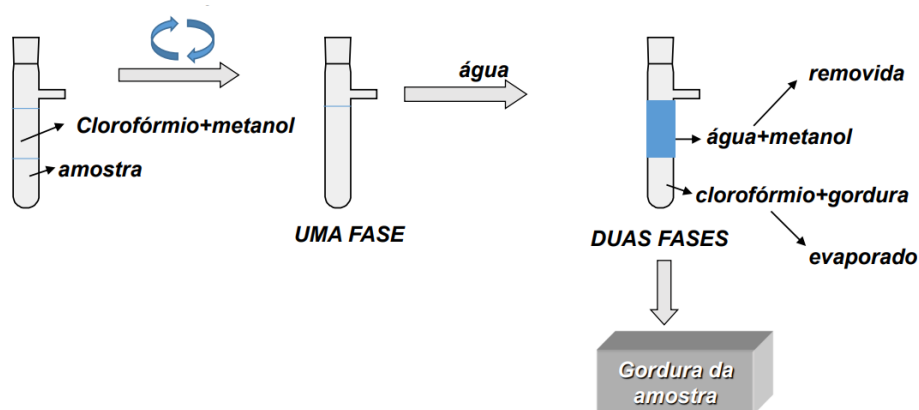 Clorofórmio+metanol
amostra
UMA FASE
água
removida
água+metanol
clorofórmio+gordura
DUAS FASES
evaporado
Gordura da
amostra